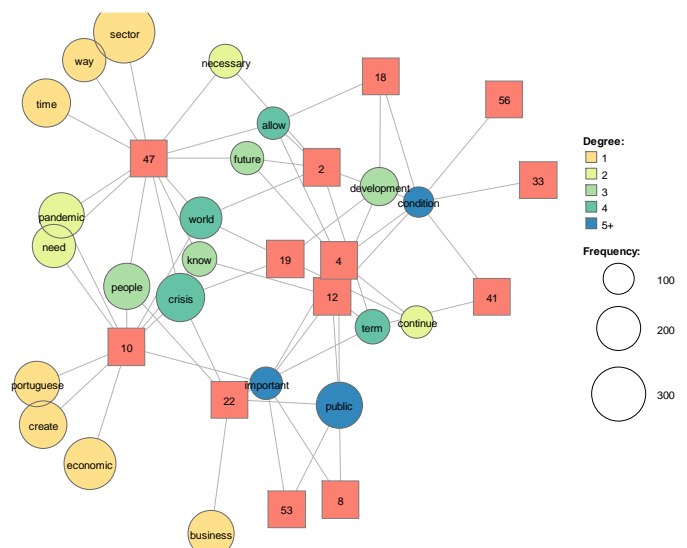 sector
way
necessary
18
56
time
allow
47
future
2
development
33
condition
pandemic
world
need
know
19
4
people
crisis
12
41
term
continue
10
portuguese
important
22
public
create
economic
8
53
business
Degree:
1
2
3
4
5+
Frequency:
100
200
300